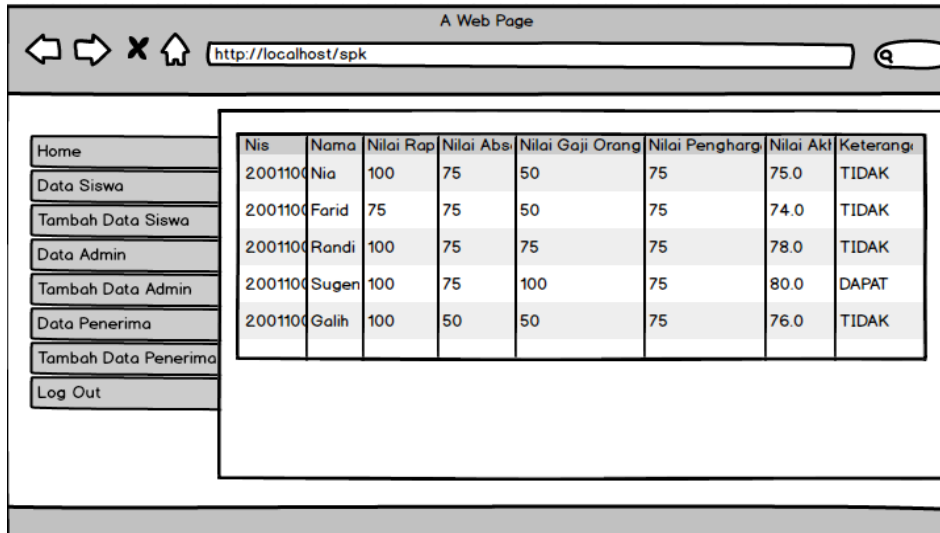 A Web Page
http://localhost/spk
Home
Data Siswa
Tambah Data Siswa
Data Admin
Tambah Data Admin
Data Penerima
Tambah Data Penerima
Log Out
Nis Nama Nilai Rap Nilai Abs Nilai Gaji Orang Nilai Pengharg Nilai Akh Keteranga
2001100 Nia 100 75 50 75 75.0 TIDAK
2001100 Farid 75 75 50 75 74.0 TIDAK
2001100 Randi 100 75 75 75 78.0 TIDAK
2001100 Sugen 100 75 100 75 80.0 DAPAT
2001100 Galih 100 50 50 75 76.0 TIDAK